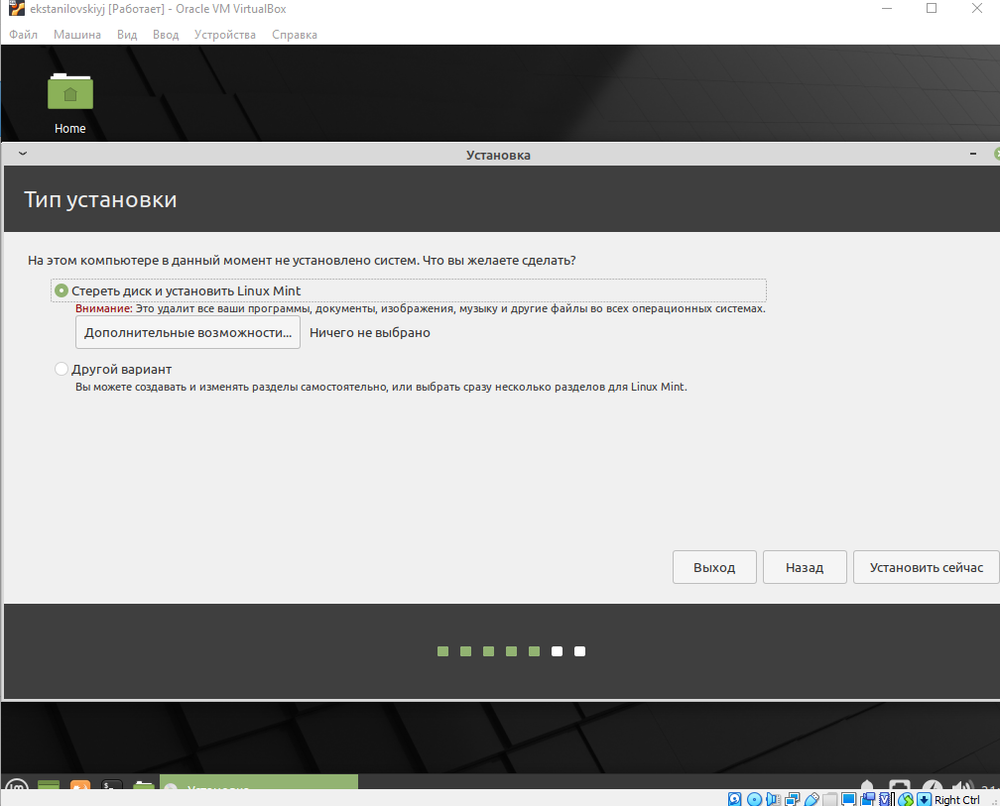 ekstanilovskiyj [Работает] - Oracle VM VirtualBox
Файл Машина Вид Ввод Устройства Справка
Home
Установка
Тип установки
На этом компьютере в данный момент не установлено систем. Что вы желаете сделать?
Стереть диск и установить Linux Mint
Внимание: Это удалит все ваши программы, документы, изображения, музыку и другие файлы во всех операционных системах.
Дополнительные возможности... Ничего не выбрано
Другой вариант
Вы можете создавать и изменять разделы самостоятельно, или выбрать сразу несколько разделов для Linux Mint.
Выход Назад Установить сейчас
Установка
Right Ctrl